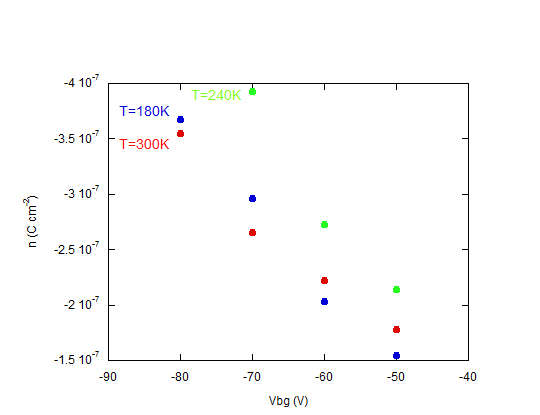 -4 10⁻⁷
T=240K
T=180K
-3.5 10⁻⁷
T=300K
-3 10⁻⁷
n (C cm⁻²)
-2.5 10⁻⁷
-2 10⁻⁷
-1.5 10⁻⁷
-90 -80 -70 -60 -50 -40
Vbg (V)